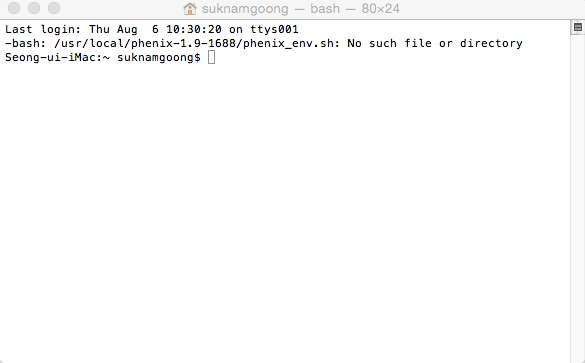 suknamgoong — bash — 80×24
Last login: Thu Aug  6 10:30:20 on ttys001
-bash: /usr/local/phenix-1.9-1688/phenix_env.sh: No such file or directory
Seong-ui-iMac:~ suknamgoong$